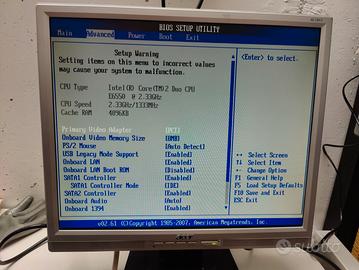 BIOS SETUP UTILITY
Main Advanced Power Boot Exit
Setup Warning
Setting items on this menu to incorrect values
may cause your system to malfunction.
CPU Type Intel(R) Core(TM)2 Duo CPU
E6550 @ 2.33GHz
CPU Speed 2.33GHz/1333MHz
Cache RAM 4096KB
Primary Video Adapter [PCI]
Onboard Video Memory Size [8MB]
PS/2 Mouse [Auto Detect]
USB Legacy Mode Support [Enabled]
Onboard LAN [Enabled]
Onboard LAN Boot ROM [Disabled]
SATA1 Controller [Enabled]
SATA1 Controller Mode [IDE]
SATA2 Controller [Enabled]
Onboard Audio [Auto]
Onboard 1394 [Enabled]
<Enter> to select.
↔ Select Screen
↑↓ Select Item
+- Change Option
F1 General Help
F5 Load Setup Defaults
F10 Save and Exit
ESC Exit
v02.61 (C)Copyright 1985-2007, American Megatrends, Inc.
acer
SUBITO